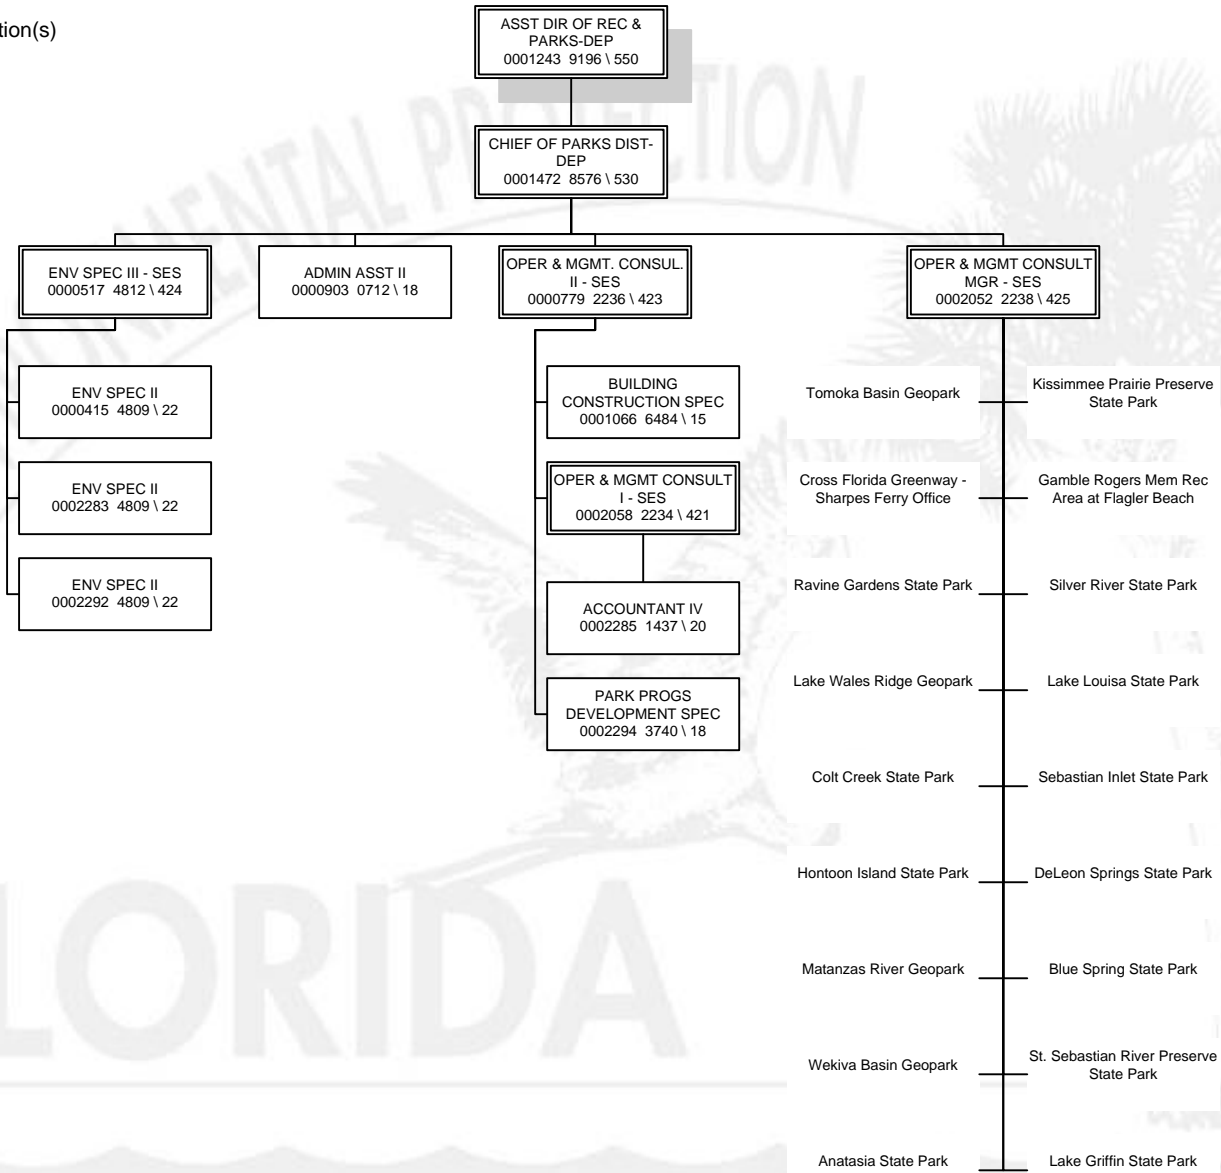 tion(s)
ASST DIR OF REC &
PARKS-DEP
0001243 9196 \ 550
CHIEF OF PARKS DIST-
DEP
0001472 8576 \ 530
ENV SPEC III - SES
0000517 4812 \ 424
ADMIN ASST II
0000903 0712 \ 18
OPER & MGMT. CONSUL.
II - SES
0000779 2236 \ 423
OPER & MGMT CONSULT
MGR - SES
0002052 2238 \ 425
ENV SPEC II
0000415 4809 \ 22
ENV SPEC II
0002283 4809 \ 22
ENV SPEC II
0002292 4809 \ 22
BUILDING
CONSTRUCTION SPEC
0001066 6484 \ 15
OPER & MGMT CONSULT
I - SES
0002058 2234 \ 421
ACCOUNTANT IV
0002285 1437 \ 20
PARK PROGS
DEVELOPMENT SPEC
0002294 3740 \ 18
Tomoka Basin Geopark
Kissimmee Prairie Preserve
State Park
Cross Florida Greenway -
Sharpes Ferry Office
Gamble Rogers Mem Rec
Area at Flagler Beach
Ravine Gardens State Park
Silver River State Park
Lake Wales Ridge Geopark
Lake Louisa State Park
Colt Creek State Park
Sebastian Inlet State Park
Hontoon Island State Park
DeLeon Springs State Park
Matanzas River Geopark
Blue Spring State Park
Wekiva Basin Geopark
St. Sebastian River Preserve
State Park
Anatasia State Park
Lake Griffin State Park
ONMENTAL PROTECTION
LORIDA